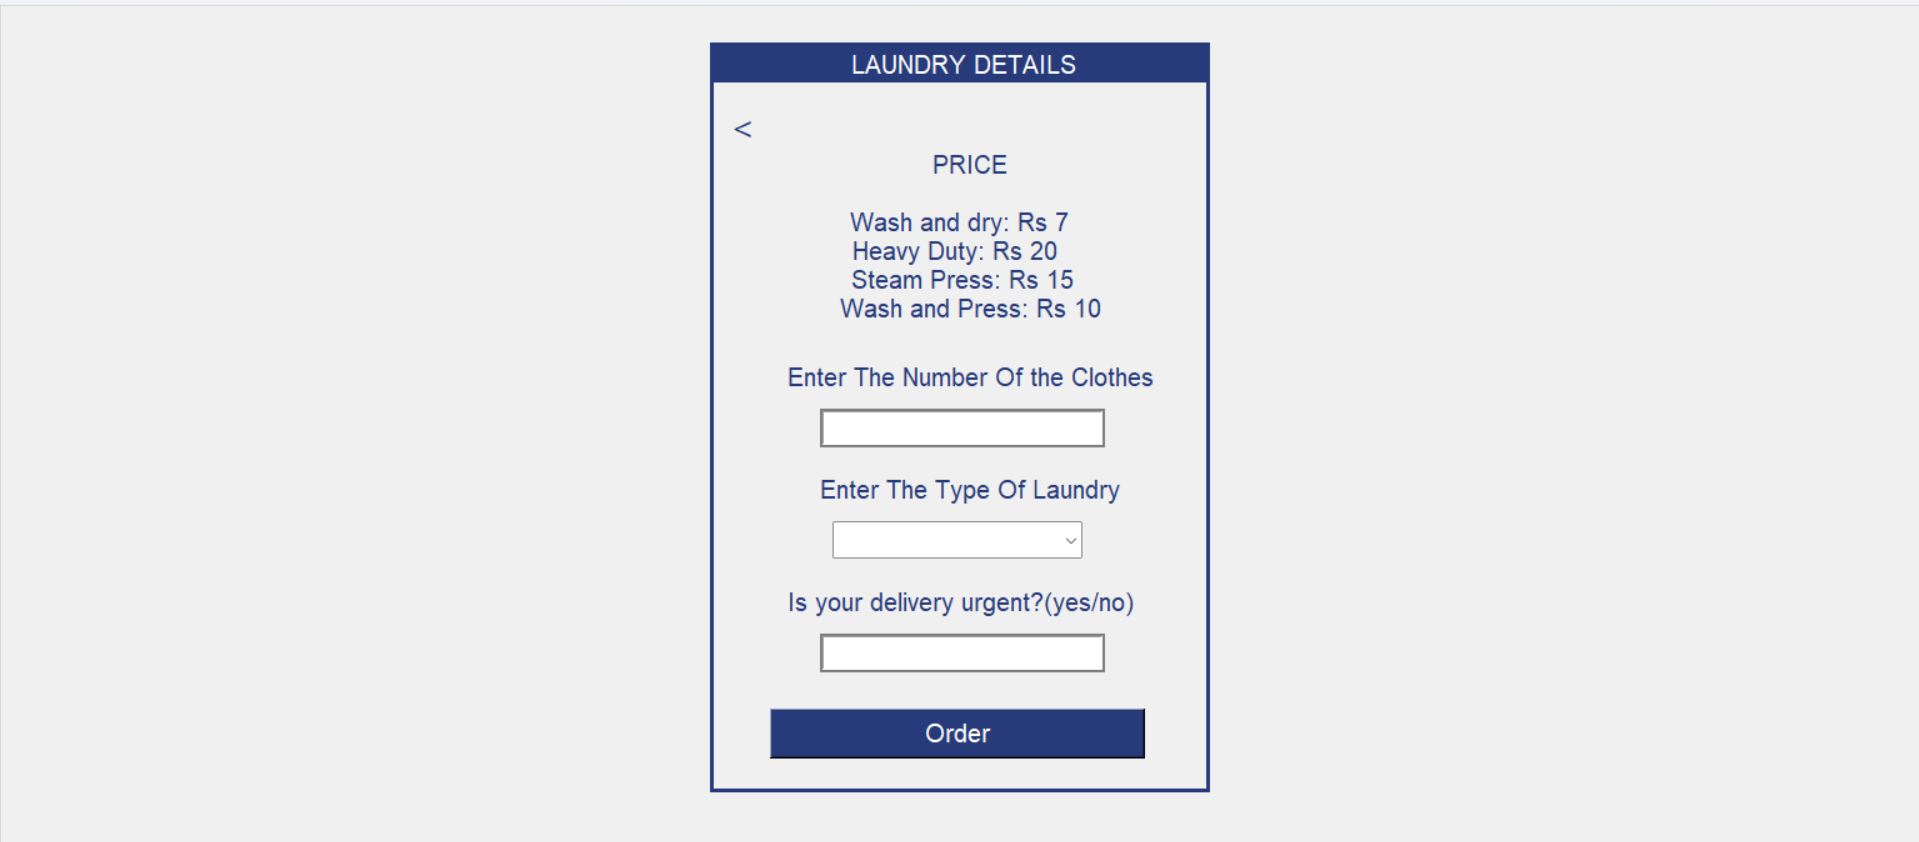 LAUNDRY DETAILS
<
PRICE
Wash and dry: Rs 7
Heavy Duty: Rs 20
Steam Press: Rs 15
Wash and Press: Rs 10
Enter The Number Of the Clothes
Enter The Type Of Laundry
Is your delivery urgent?(yes/no)
Order